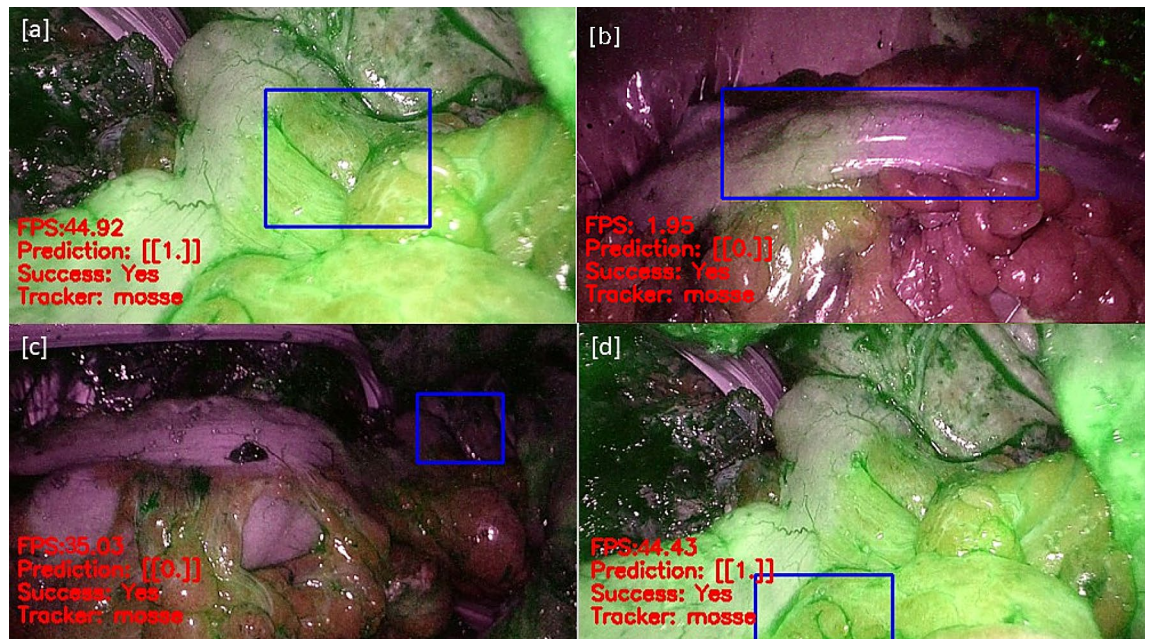 [a]
FPS:44.92
Prediction: [[1.]]
Success: Yes
Tracker: mosse
[b]
FPS: 1.95
Prediction: [[0.]]
Success: Yes
Tracker: mosse
[c]
FPS:35.03
Prediction: [[0.]]
Success: Yes
Tracker: mosse
[d]
FPS:44.43
Prediction: [[1.]]
Success: Yes
Tracker: mosse